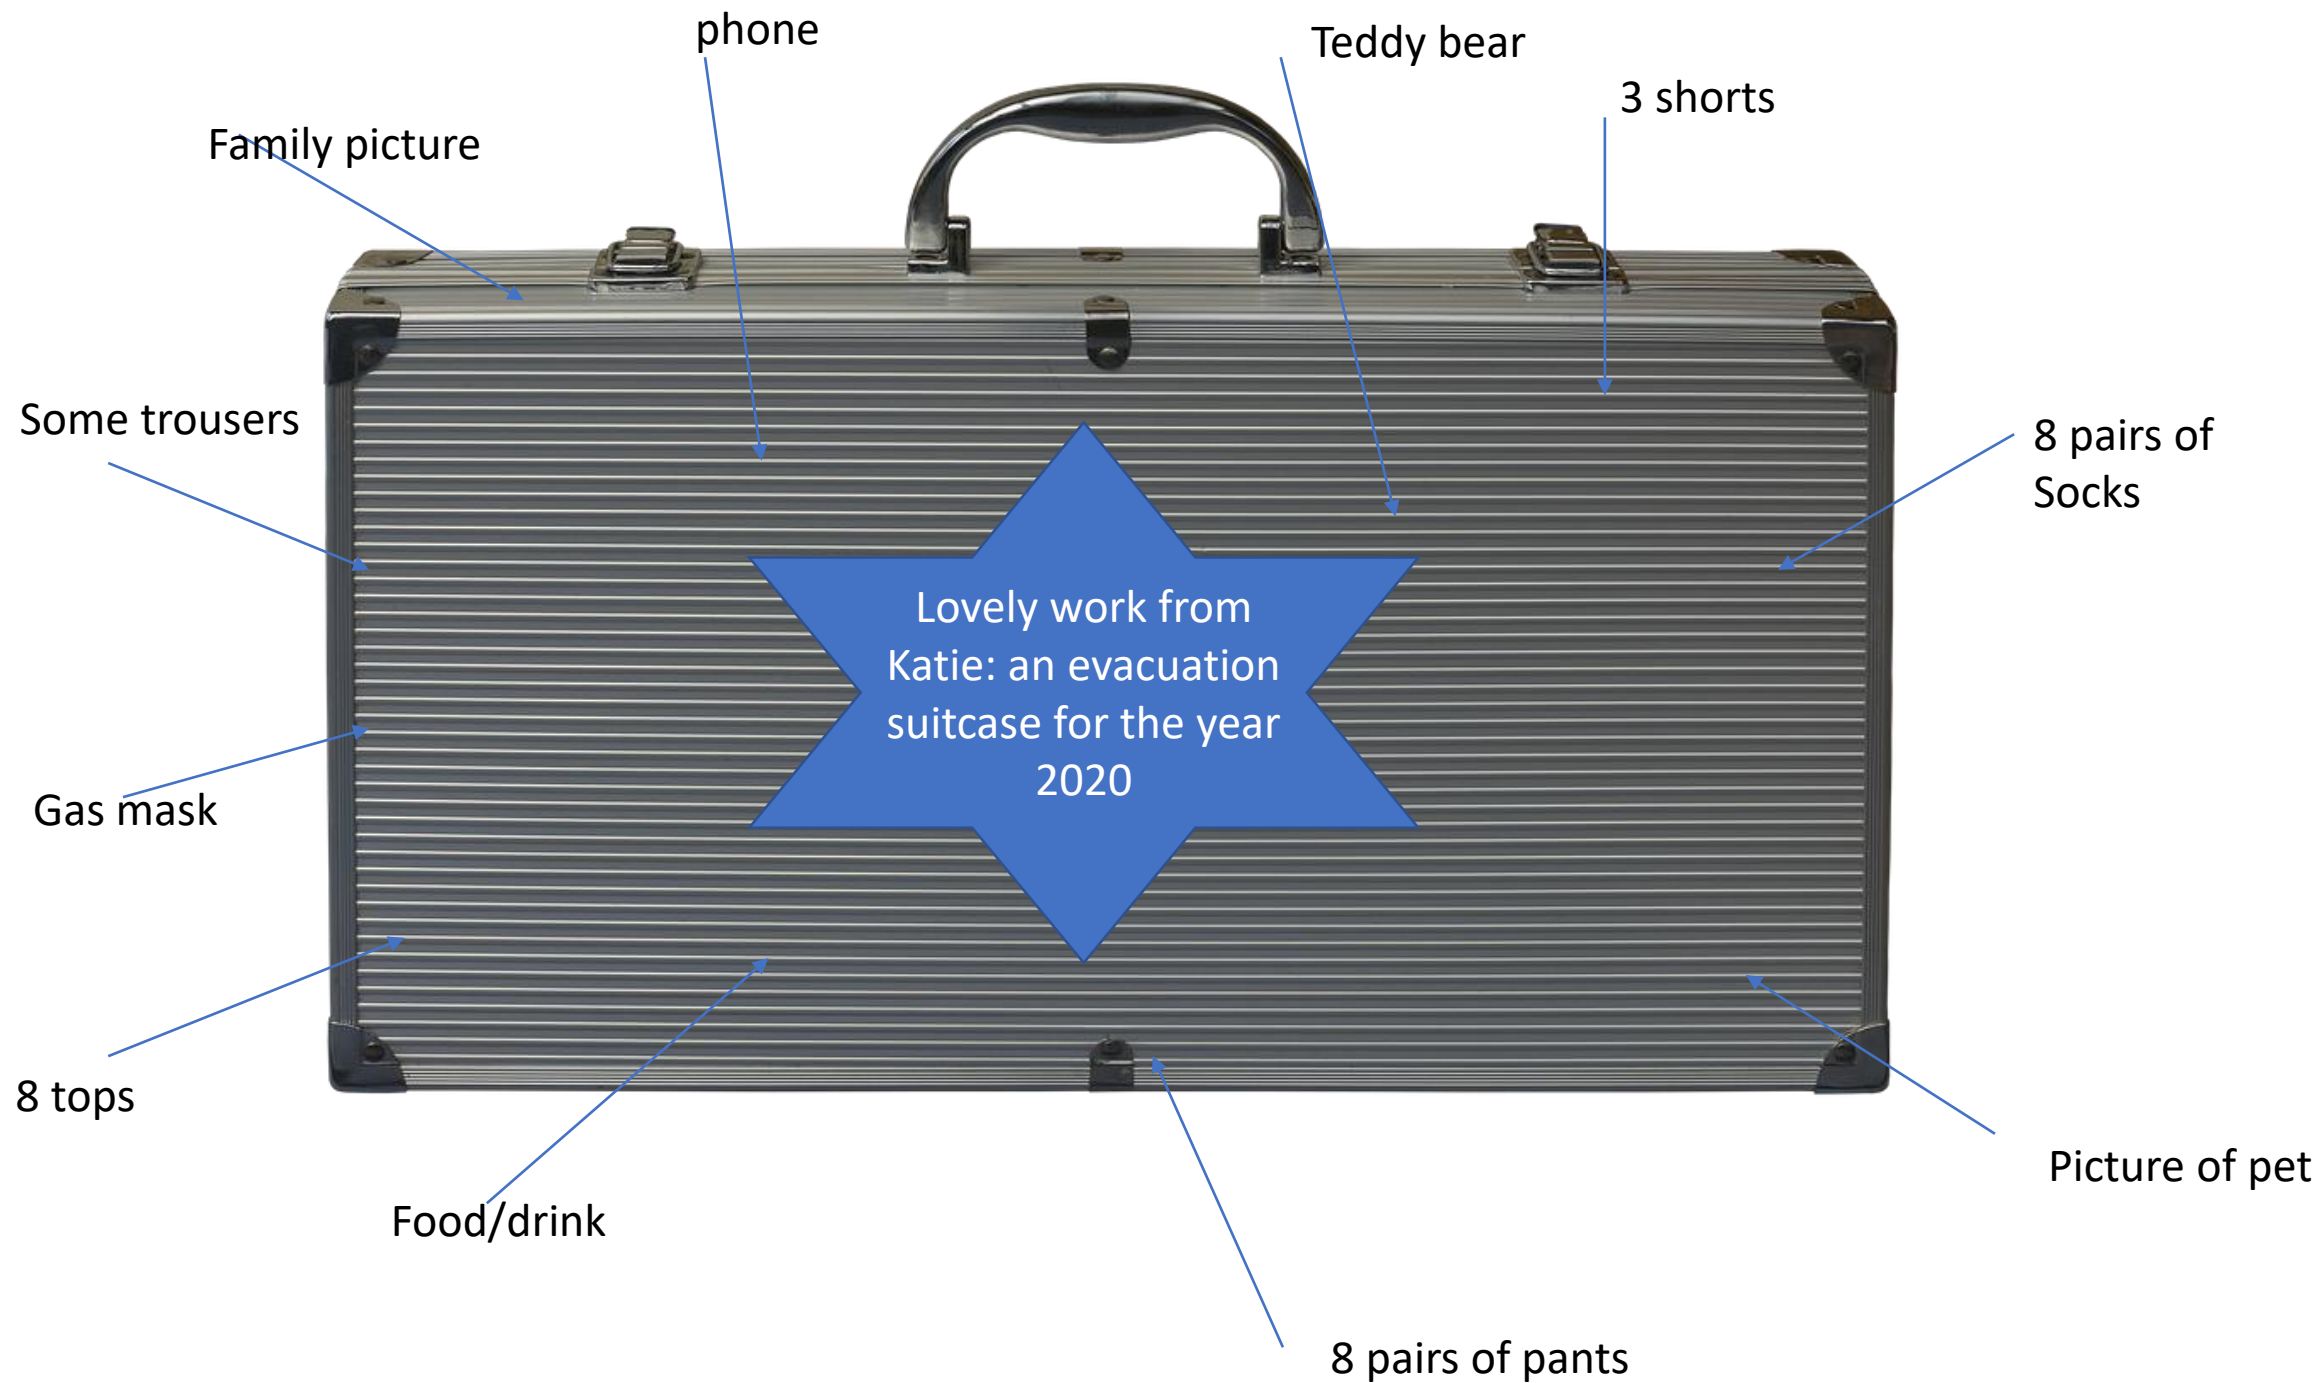 phone
Teddy bear
3 shorts
Family picture
Some trousers
8 pairs of
Socks
Lovely work from
Katie: an evacuation
suitcase for the year
2020
Gas mask
8 tops
Picture of pet
Food/drink
8 pairs of pants